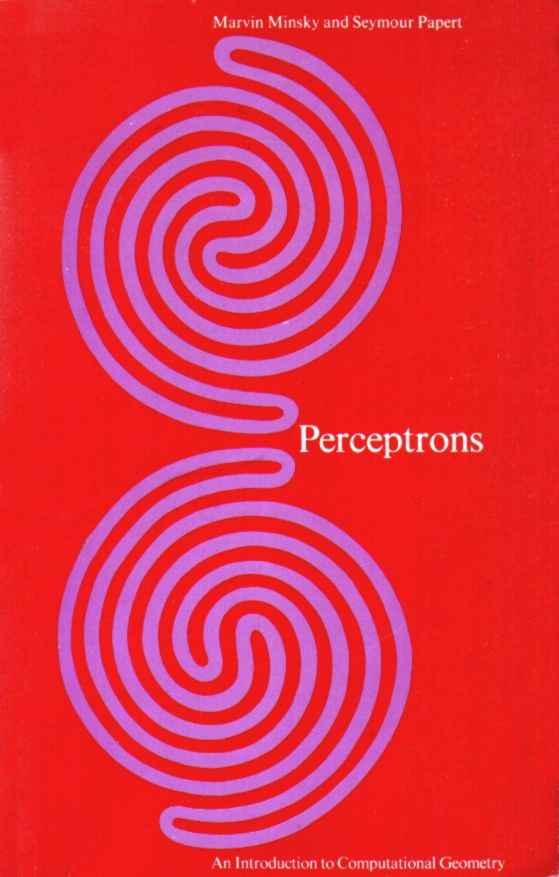 Marvin Minsky and Seymour Papert
Perceptrons
An Introduction to Computational Geometry